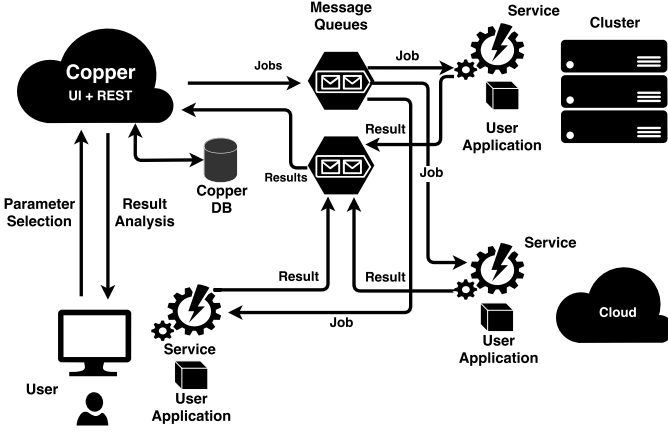 Message
Queues
Service
Cluster
Copper
UI + REST
Jobs
Job
User
Application
Result
Results
Copper
DB
Job
Parameter
Selection
Result
Analysis
Service
Result
Result
Cloud
Job
User
Application
Service
User
User
Application